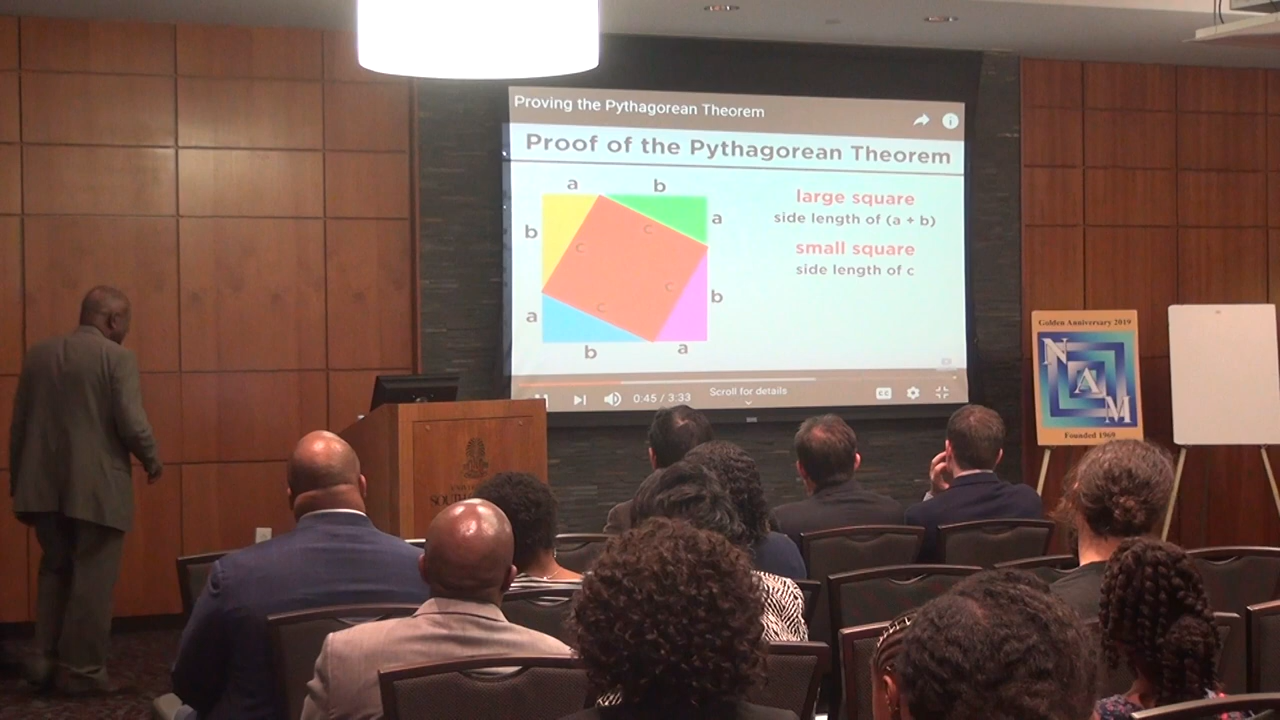 Proving the Pythagorean Theorem
Proof of the Pythagorean Theorem
a
b
b
c
c
a
large square
side length of (a + b)
small square
side length of c
c
c
b
a
b
a
0:45 / 3:33
Scroll for details
CC
Golden Anniversary 2019
N
A
M
Founded 1969